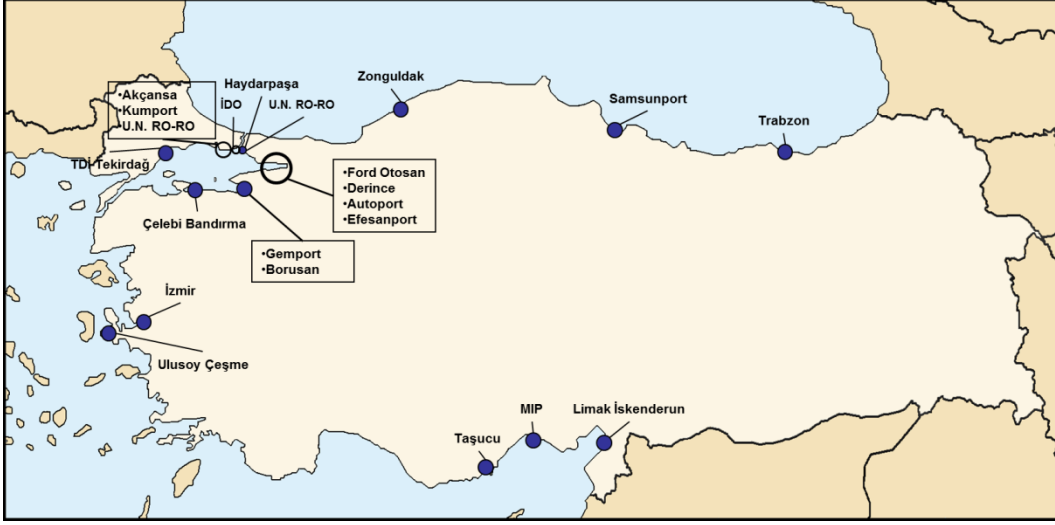 Zonguldak
Haydarpaşa
•Akçansa
•Kumport
U.N. RO-RO
İDO
U.N. RO-RO
Samsunport
Trabzon
TDİ-Tekirdağ
•Ford Otosan
•Derince
•Autoport
•Efesanport
Çelebi Bandırma
•Gemport
•Borusan
İzmir
Ulusoy Çeşme
MIP
Limak İskenderun
Taşucu